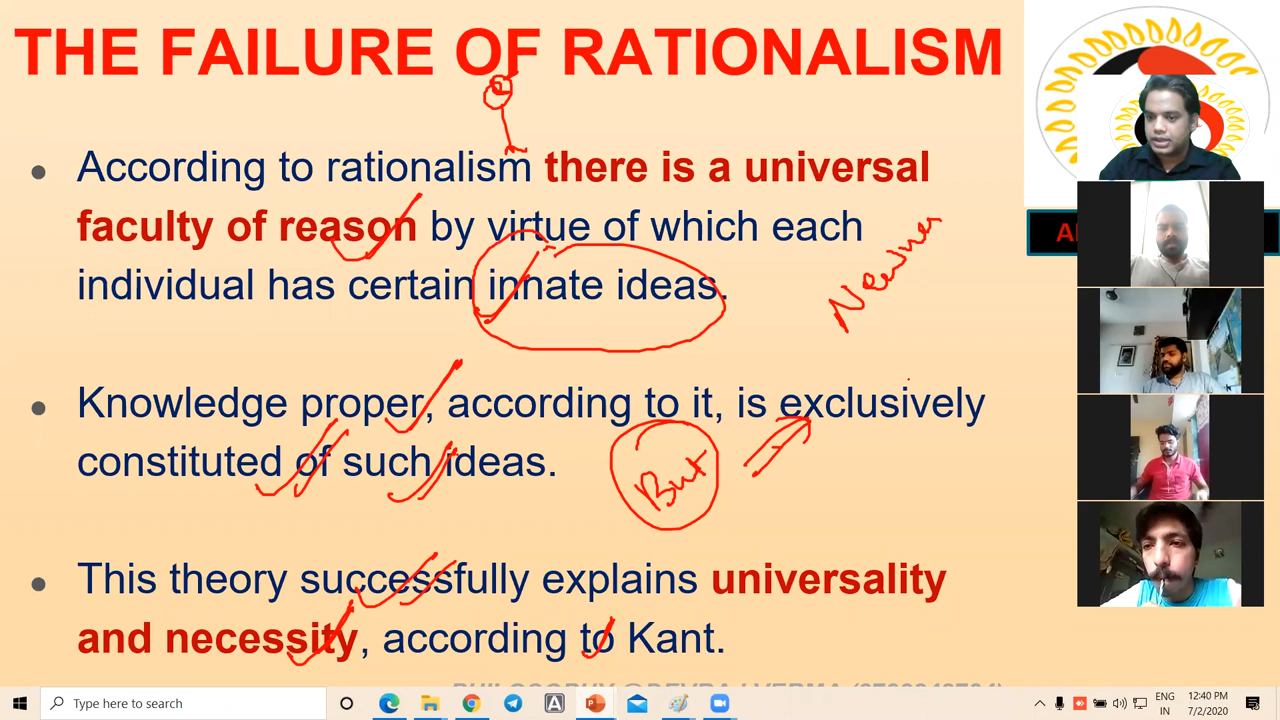 THE FAILURE OF RATIONALISM
• According to rationalism there is a universal
faculty of reason by virtue of which each
individual has certain innate ideas.
Newness
• Knowledge proper, according to it, is exclusively
constituted of such ideas.
But
• This theory successfully explains universality
and necessity, according to Kant.
Type here to search
ENG
IN
12:40 PM
7/2/2020